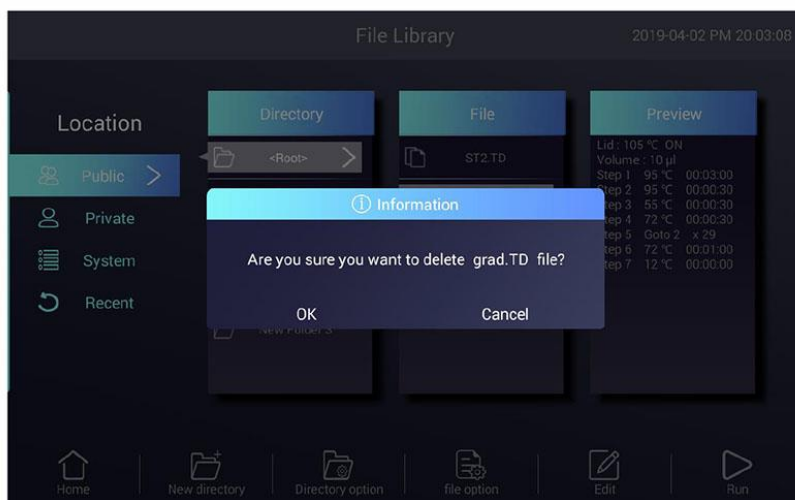 File Library
2019-04-02 PM 20:03:08
Location
Public
Private
System
Recent
Directory
<Root>
New Folder 3
File
ST2.TD
Preview
Lid : 105 ℃ ON
Volume : 10 µl
Step 1 95 ℃ 00:03:00
Step 2 95 ℃ 00:00:30
Step 3 55 ℃ 00:00:30
Step 4 72 ℃ 00:00:30
Step 5 Goto 2 x 29
Step 6 72 ℃ 00:01:00
Step 7 12 ℃ 00:00:00
Information
Are you sure you want to delete grad.TD file?
OK
Cancel
Home
New directory
Directory option
file option
Edit
Run